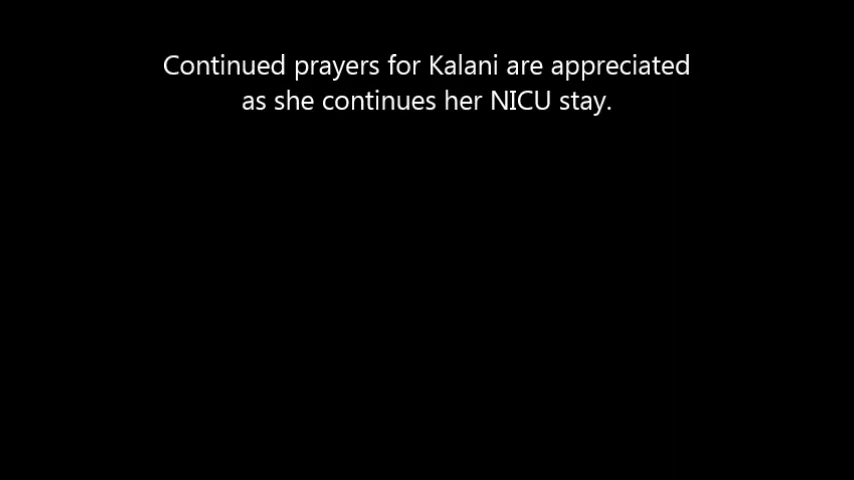 Continued prayers for Kalani are appreciated
as she continues her NICU stay.